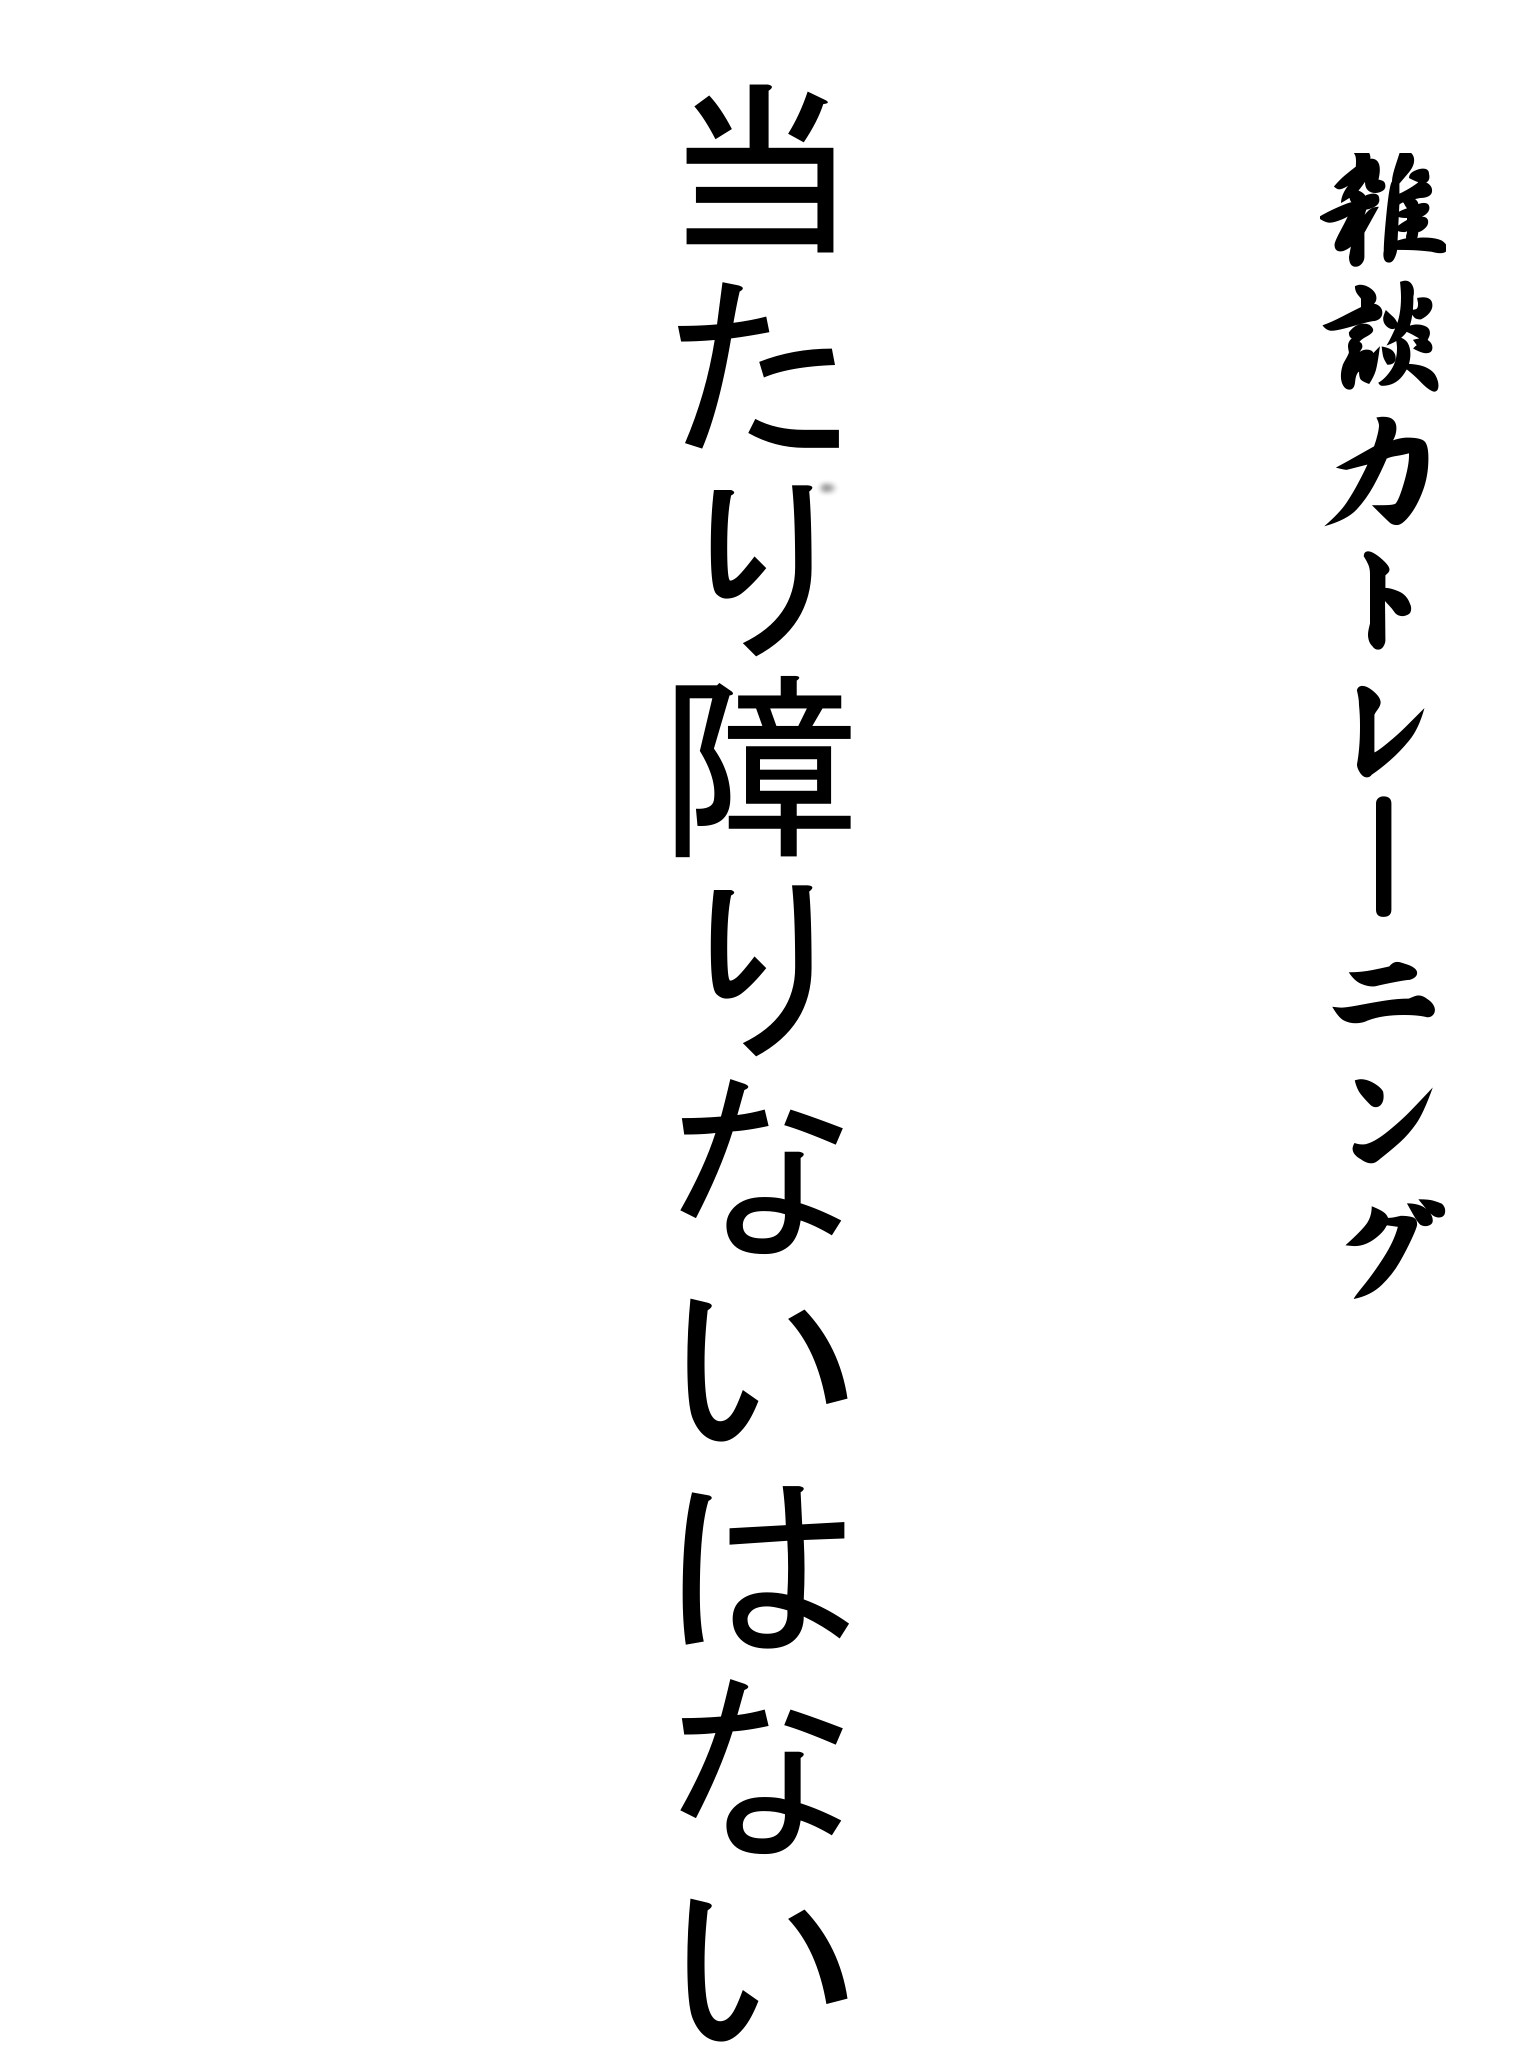 雑談力トレーニング
当たり障りないはない